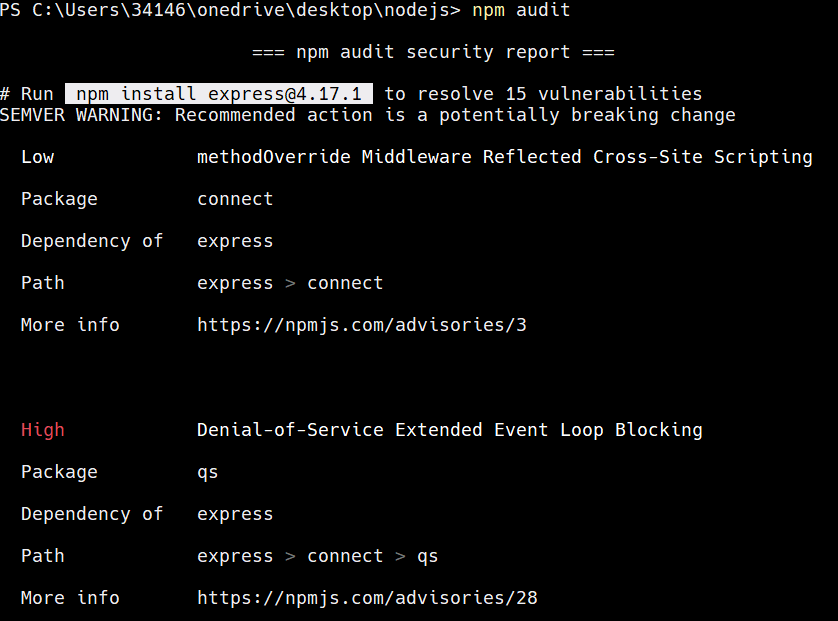 PS C:\Users\34146\onedrive\desktop\nodejs> npm audit
=== npm audit security report ===
# Run  npm install express@4.17.1  to resolve 15 vulnerabilities
SEMVER WARNING: Recommended action is a potentially breaking change
Low methodOverride Middleware Reflected Cross-Site Scripting
Package connect
Dependency of express
Path express > connect
More info https://npmjs.com/advisories/3
High Denial-of-Service Extended Event Loop Blocking
Package qs
Dependency of express
Path express > connect > qs
More info https://npmjs.com/advisories/28